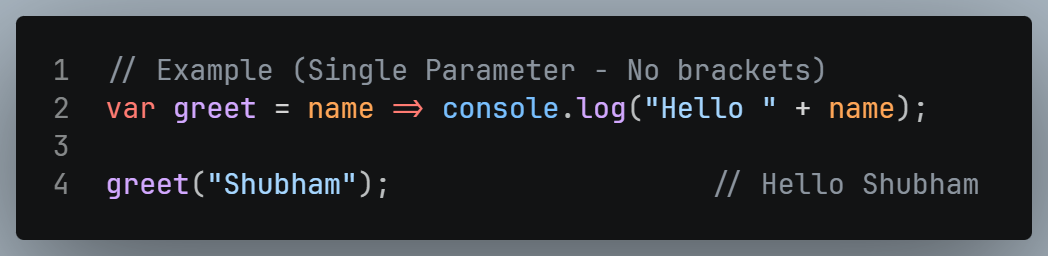 1 // Example (Single Parameter - No brackets)
2 var greet = name => console.log("Hello " + name);
3
4 greet("Shubham"); // Hello Shubham